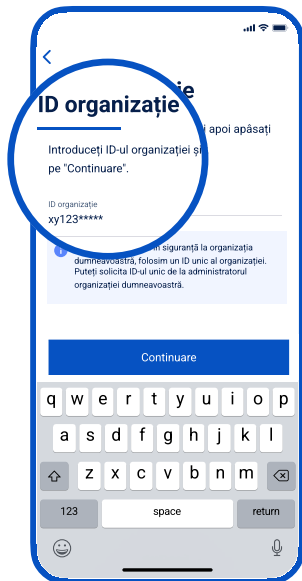 ID organizație
Introduceți ID-ul organizației și apoi apăsați
pe "Continuare".
ID organizație
xy123*****
în siguranță la organizația
dumneavoastră, folosim un ID unic al organizației.
Puteți solicita ID-ul unic de la administratorul
organizației dumneavoastră.
Continuare
q w e r t y u i o p
a s d f g h j k l
z x c v b n m
123 space return